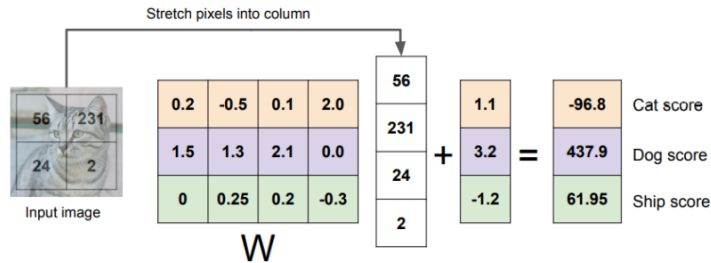 Stretch pixels into column
56 231
24 2
Input image
0.2 -0.5 0.1 2.0
1.5 1.3 2.1 0.0
0 0.25 0.2 -0.3
W
56
231
24
2
+
1.1
3.2
-1.2
=
-96.8 Cat score
437.9 Dog score
61.95 Ship score